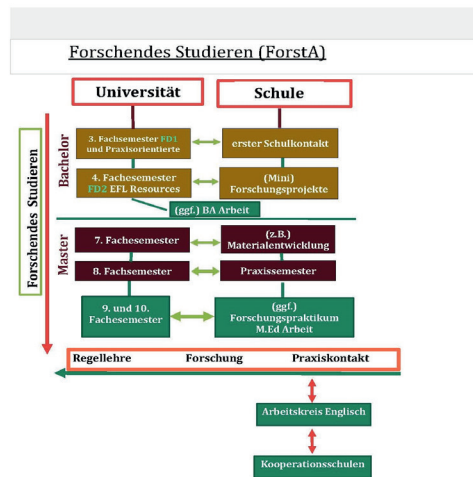 Forschendes Studieren (ForstA)
Universität
Schule
Forschendes Studieren
Bachelor
3. Fachsemester FD1
und Praxisorientierte
erster Schulkontakt
4. Fachsemester
FD2 EFL Resources
(Mini)
Forschungsprojekte
(ggf.) BA Arbeit
Master
7. Fachsemester
(z.B.)
Materialentwicklung
8. Fachsemester
Praxissemester
9. und 10.
Fachsemester
(ggf.)
Forschungspraktikum
M.Ed Arbeit
Regellehre Forschung Praxiskontakt
Arbeitskreis Englisch
Kooperationsschulen